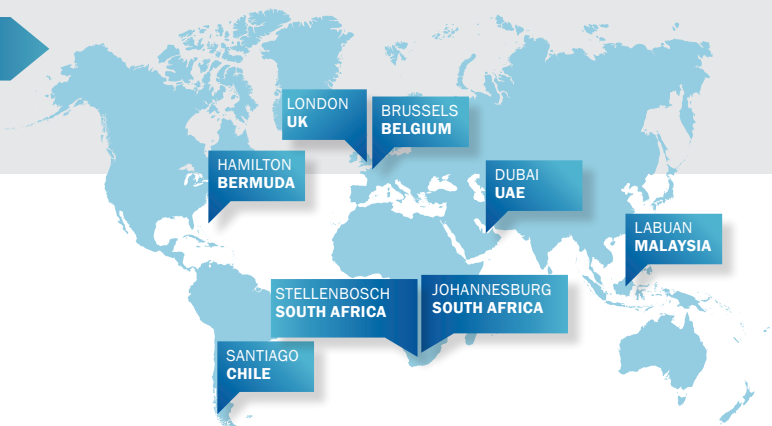 LONDON
UK
BRUSSELS
BELGIUM
HAMILTON
BERMUDA
DUBAI
UAE
LABUAN
MALAYSIA
STELLENBOSCH
SOUTH AFRICA
JOHANNESBURG
SOUTH AFRICA
SANTIAGO
CHILE